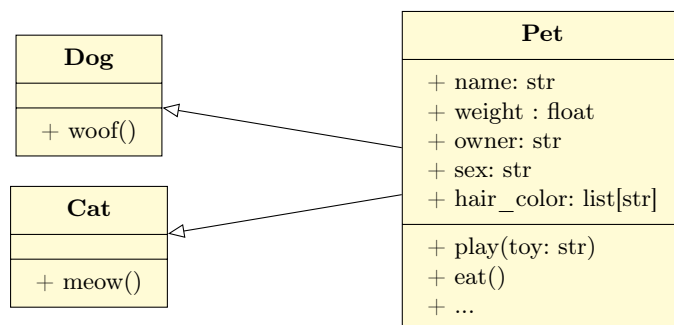 Dog
+ woof()
Cat
+ meow()
Pet
+ name: str
+ weight : float
+ owner: str
+ sex: str
+ hair_color: list[str]
+ play(toy: str)
+ eat()
+ ...